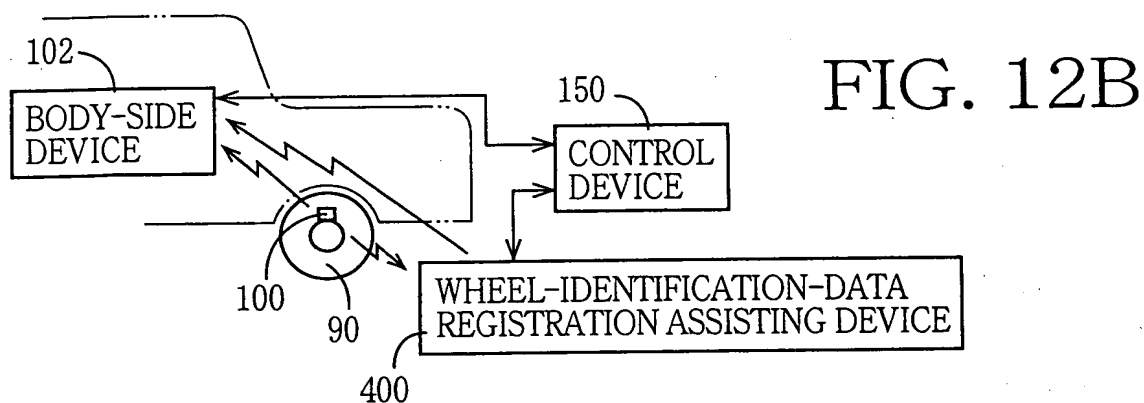 FIG. 12B
102
BODY-SIDE
DEVICE
150
CONTROL
DEVICE
100
90
WHEEL-IDENTIFICATION-DATA
REGISTRATION ASSISTING DEVICE
400